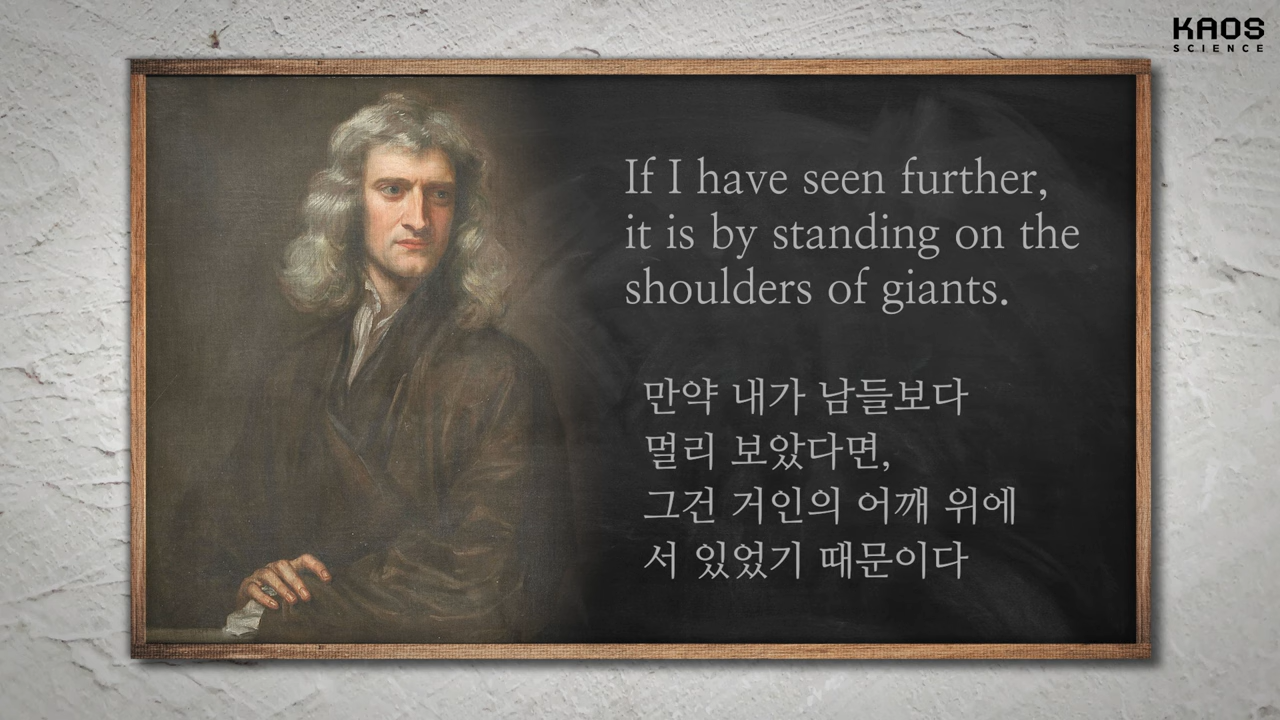 KAOS
SCIENCE
If I have seen further,
it is by standing on the
shoulders of giants.
만약 내가 남들보다
멀리 보았다면,
그건 거인의 어깨 위에
서 있었기 때문이다